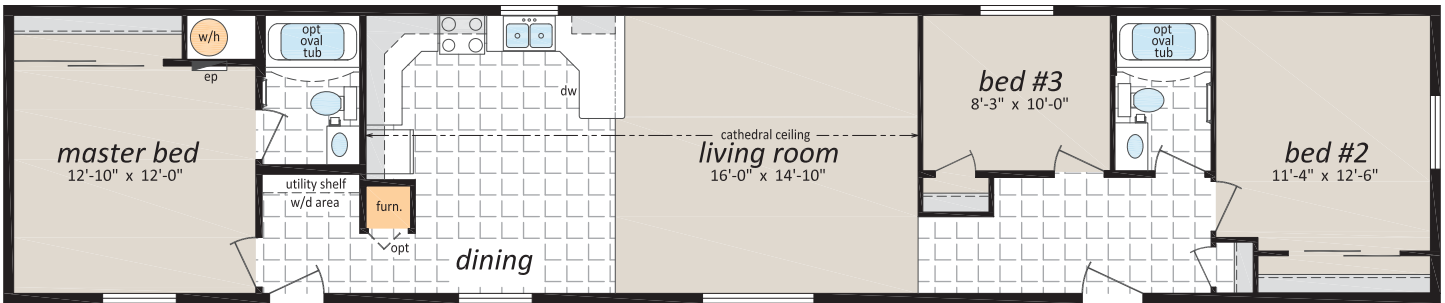 w/h
ep
master bed
12'-10" x 12'-0"
opt
oval
tub
utility shelf
w/d area
furn.
opt
dining
dw
cathedral ceiling
living room
16'-0" x 14'-10"
bed #3
8'-3" x 10'-0"
opt
oval
tub
bed #2
11'-4" x 12'-6"